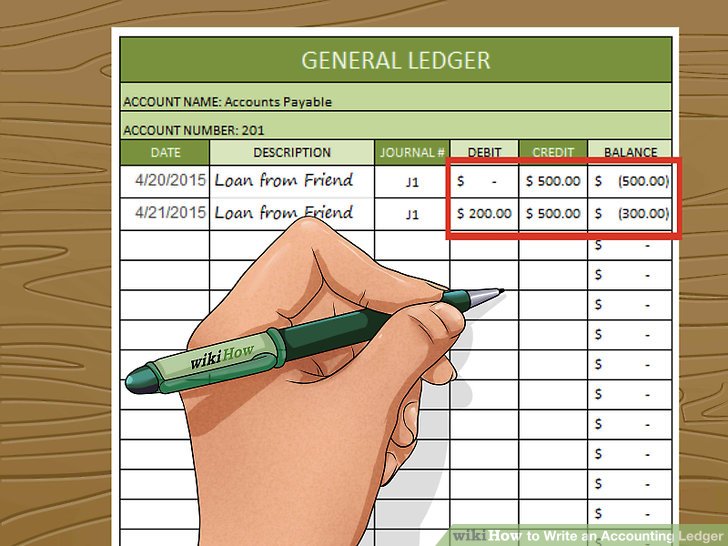 GENERAL LEDGER
ACCOUNT NAME: Accounts Payable
ACCOUNT NUMBER: 201
DATE DESCRIPTION JOURNAL # DEBIT CREDIT BALANCE
4/20/2015 Loan from Friend J1 $ - $ 500.00 $ (500.00)
4/21/2015 Loan from Friend J1 $ 200.00 $ 500.00 $ (300.00)
$ -
$ -
$ -
$ -
$ -
$ -
$ -
$ -
$ -
$ -
wikiHow
wikiHow to Write an Accounting Ledger